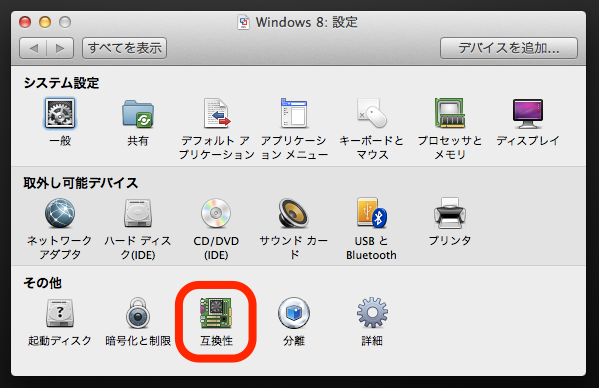 Windows 8: 設定
すべてを表示
デバイスを追加...
システム設定
一般
共有
デフォルト ア
プリケーション
アプリケーシ
ョン メニュー
キーボードと
マウス
プロセッサと
メモリ
ディスプレイ
取外し可能デバイス
ネットワーク
アダプタ
ハード ディス
ク(IDE)
CD/DVD
(IDE)
サウンド カー
ド
USB と
Bluetooth
プリンタ
その他
?
起動ディスク
暗号化と制限
互換性
分離
詳細